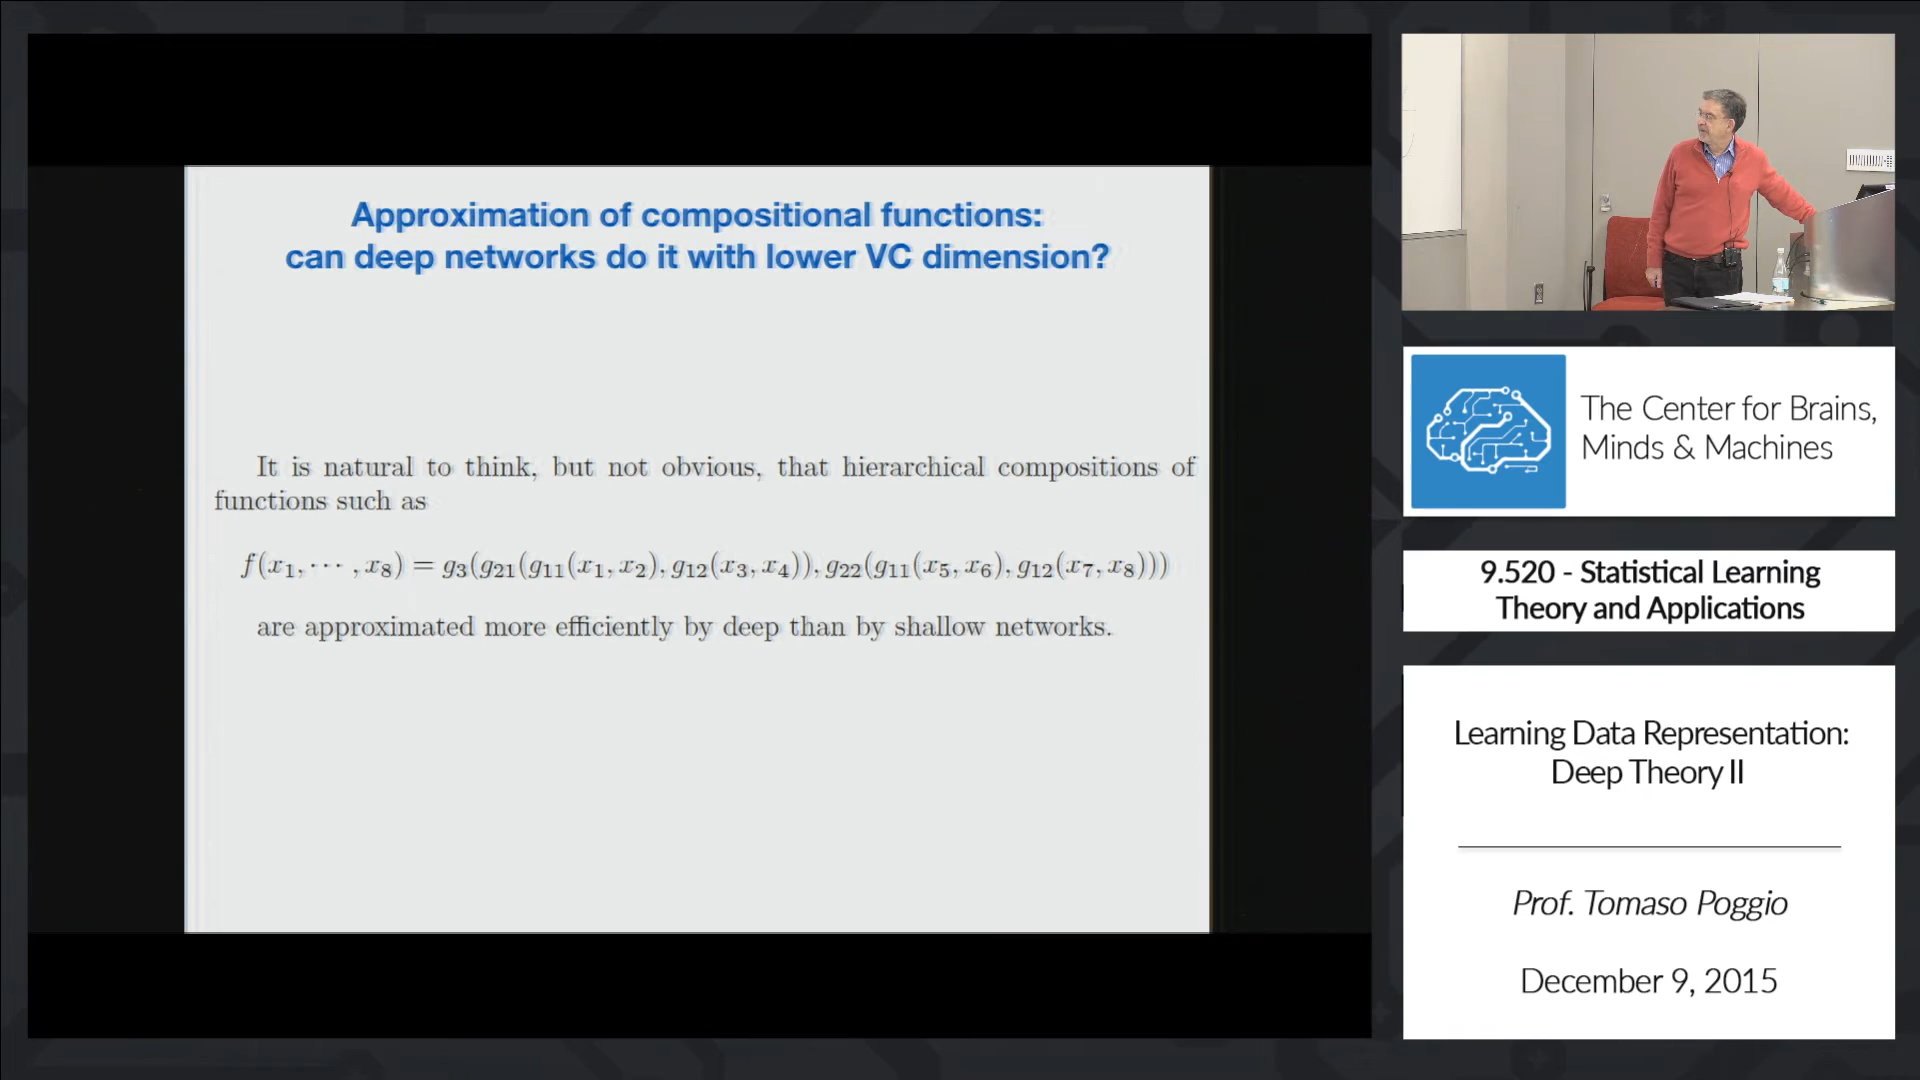 Approximation of compositional functions:
can deep networks do it with lower VC dimension?
It is natural to think, but not obvious, that hierarchical compositions of
functions such as
f(x₁, ⋯ , x₈) = g₃(g₂₁(g₁₁(x₁, x₂), g₁₂(x₃, x₄)), g₂₂(g₁₁(x₅, x₆), g₁₂(x₇, x₈)))
are approximated more efficiently by deep than by shallow networks.
The Center for Brains,
Minds & Machines
9.520 - Statistical Learning
Theory and Applications
Learning Data Representation:
Deep Theory II
Prof. Tomaso Poggio
December 9, 2015